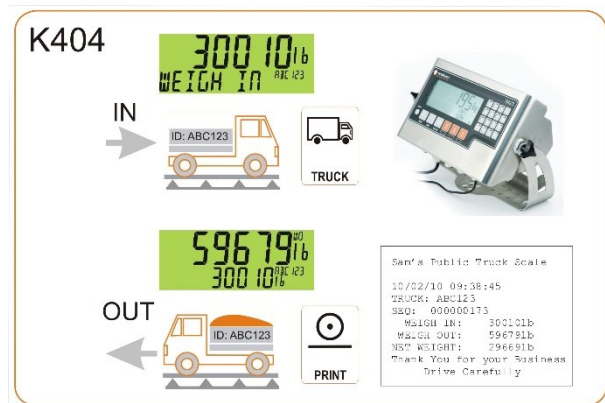 K404
30010lb
WEIGH IN ABC123
IN
ID: ABC123
TRUCK
59679lb
30010lb ABC123
OUT
ID: ABC123
PRINT
Sam's Public Truck Scale
10/02/10 09:38:45
TRUCK: ABC123
SEQ: 000000173
WEIGH IN: 30010lb
WEIGH OUT: 59679lb
NET WEIGHT: 29669lb
Thank You for your Business
Drive Carefully